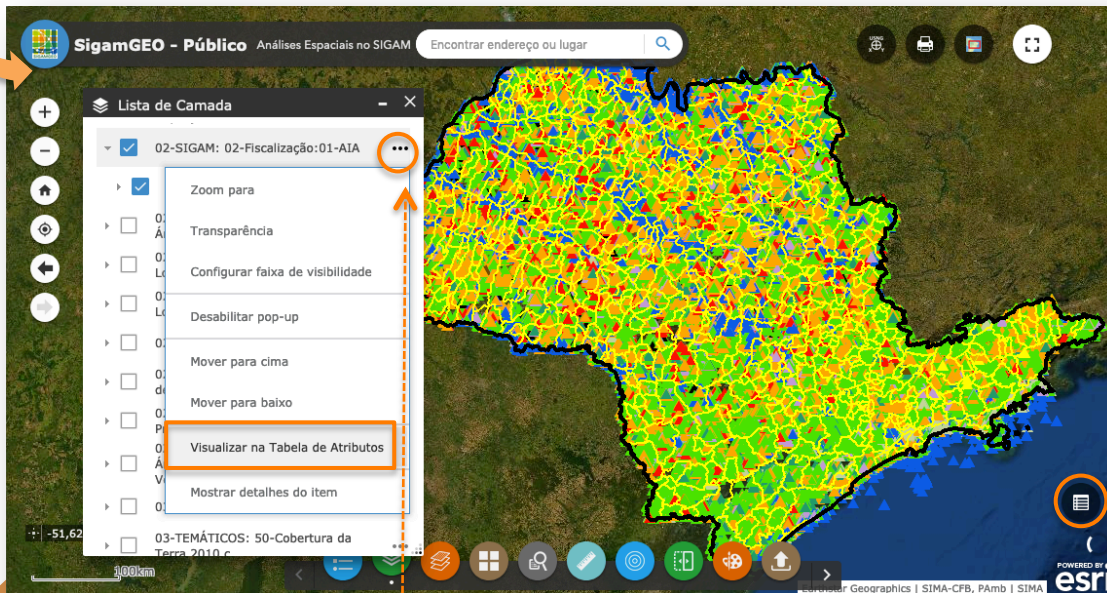 SigamGEO - Público Análises Espaciais no SIGAM Encontrar endereço ou lugar
Lista de Camada
02-SIGAM: 02-Fiscalização:01-AIA
Zoom para
Transparência
Configurar faixa de visibilidade
Desabilitar pop-up
Mover para cima
Mover para baixo
Visualizar na Tabela de Atributos
Mostrar detalhes do item
03-TEMÁTICOS: 50-Cobertura da
Terra 2010 c
-51,62
100km
Geographics | SIMA-CFB, PAmb | SIMA
POWERED BY
esri